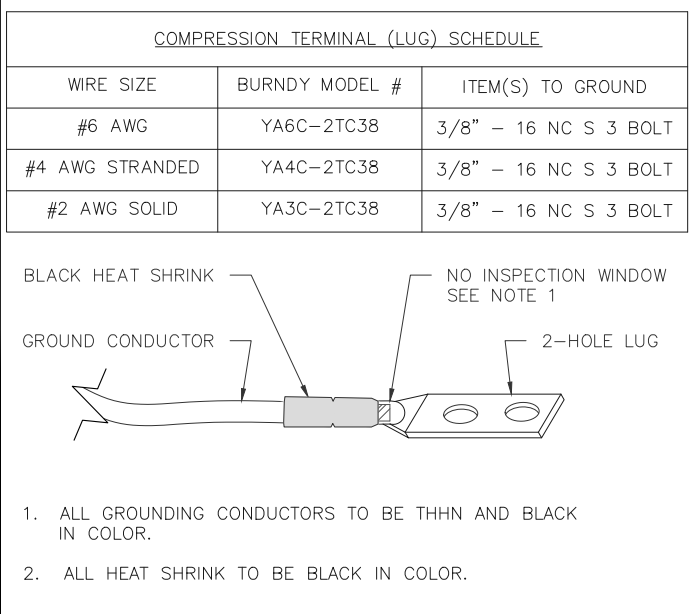 COMPRESSION TERMINAL (LUG) SCHEDULE
WIRE SIZE BURNDY MODEL # ITEM(S) TO GROUND
#6 AWG YA6C-2TC38 3/8" - 16 NC S 3 BOLT
#4 AWG STRANDED YA4C-2TC38 3/8" - 16 NC S 3 BOLT
#2 AWG SOLID YA3C-2TC38 3/8" - 16 NC S 3 BOLT
BLACK HEAT SHRINK
NO INSPECTION WINDOW
SEE NOTE 1
GROUND CONDUCTOR
2-HOLE LUG
1. ALL GROUNDING CONDUCTORS TO BE THHN AND BLACK
IN COLOR.
2. ALL HEAT SHRINK TO BE BLACK IN COLOR.